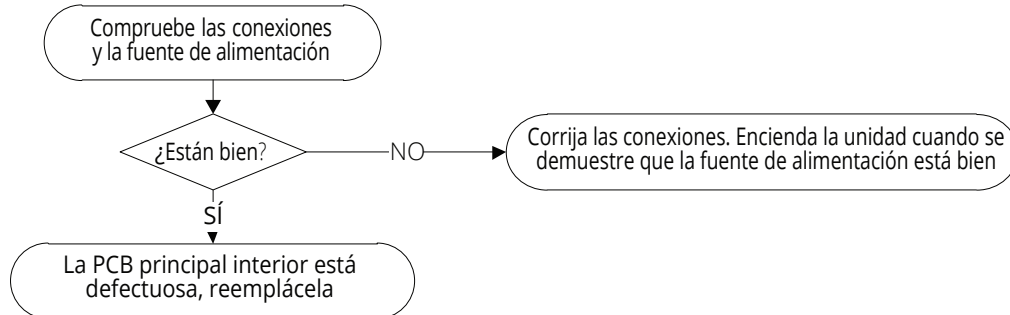 Compruebe las conexiones
y la fuente de alimentación
¿Están bien?
NO
Corrija las conexiones. Encienda la unidad cuando se
demuestre que la fuente de alimentación está bien
SÍ
La PCB principal interior está
defectuosa, reemplácela